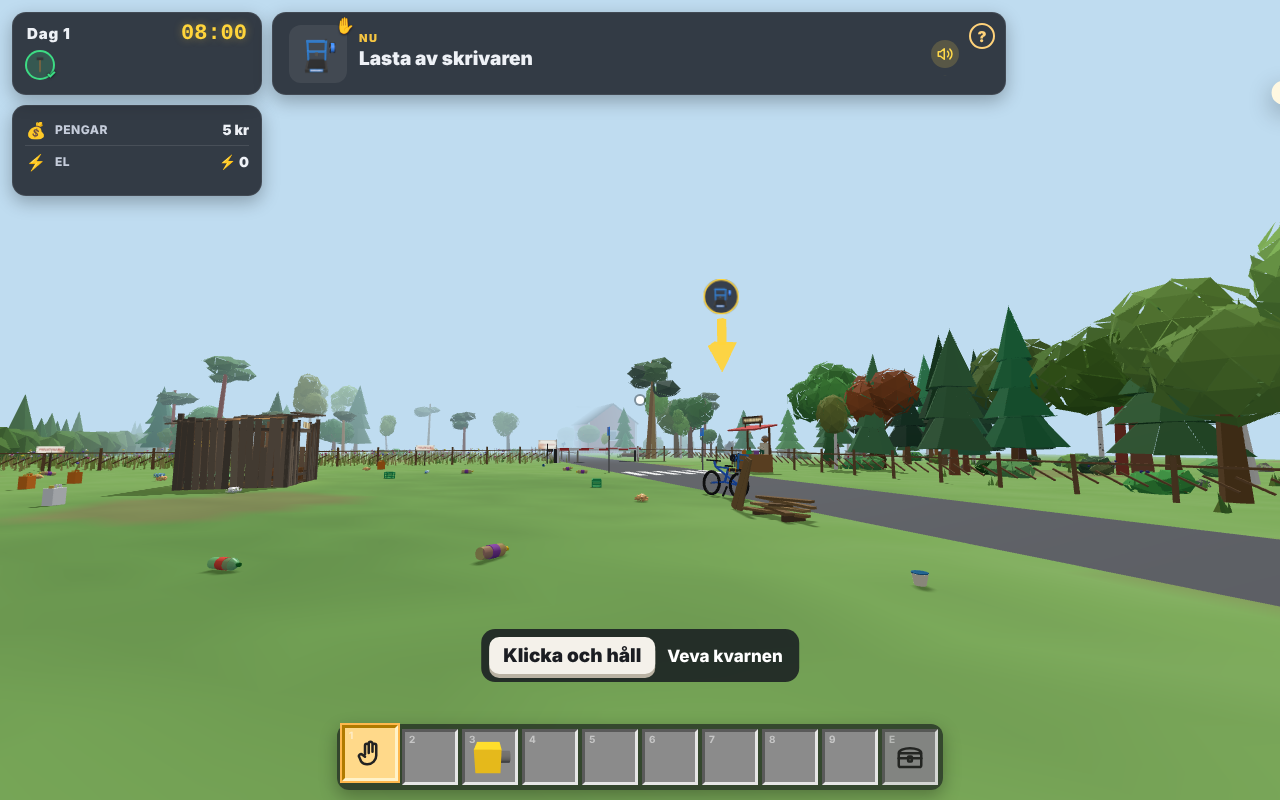 Dag 1
08:00
NU
Lasta av skrivaren
?
PENGAR
5 kr
EL
0
Klicka och håll
Veva kvarnen
1
2
3
4
5
6
7
8
9
E